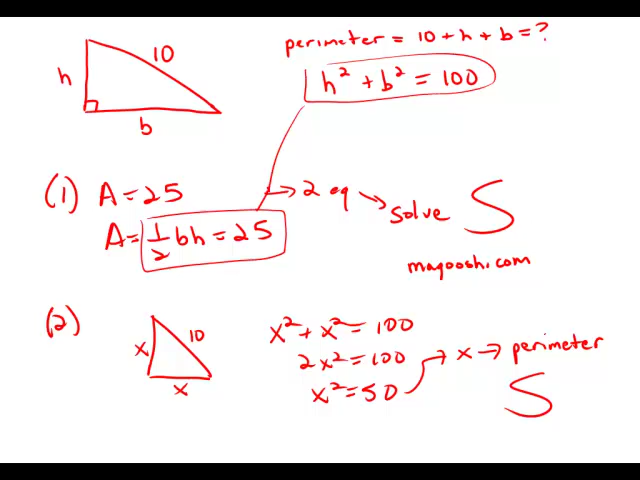 perimeter = 10 + h + b = ?
h
10
b
h² + b² = 100
(1) A = 25
→ 2 eq → solve S
A = 1/2 bh = 25
magooshi.com
(2)
x
10
x
x² + x² = 100
2x² = 100
x² = 50 → x → perimeter
S